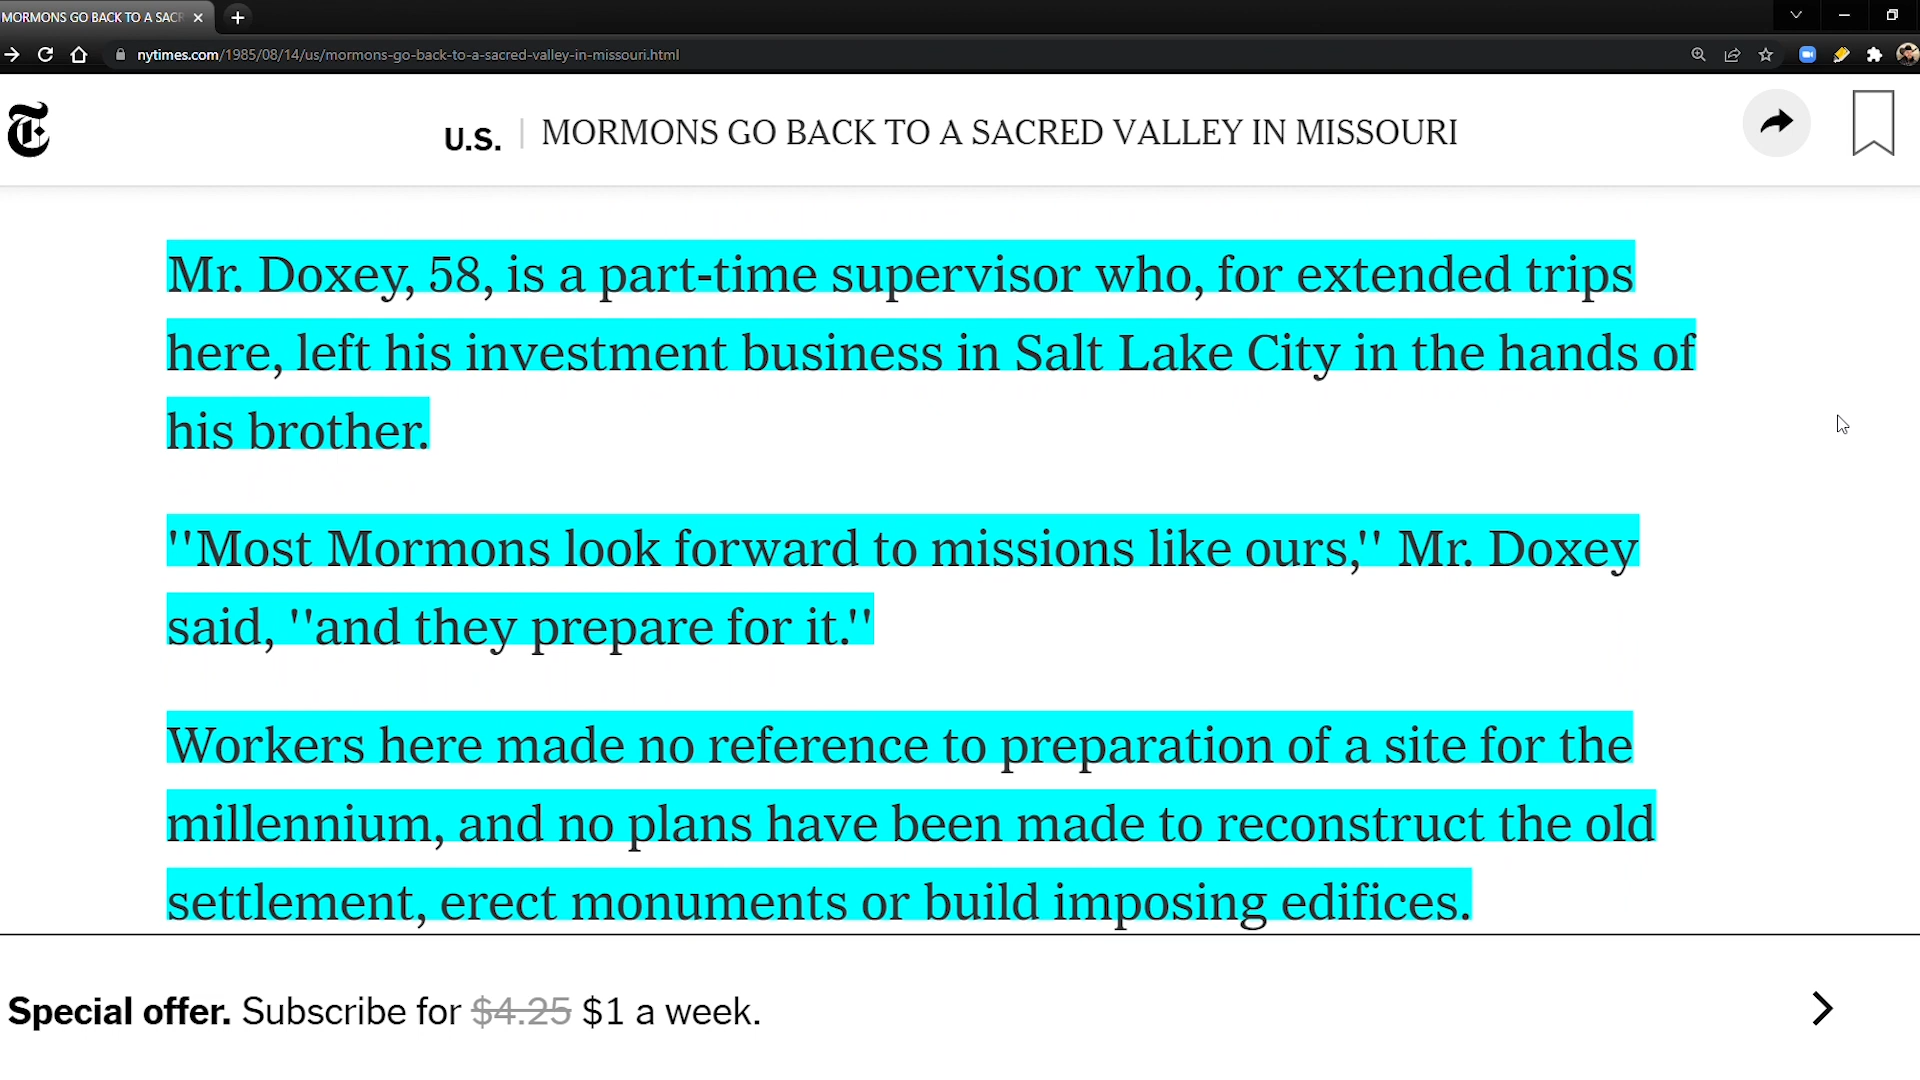 MORMONS GO BACK TO A SACR
nytimes.com/1985/08/14/us/mormons-go-back-to-a-sacred-valley-in-missouri.html
U.S. | MORMONS GO BACK TO A SACRED VALLEY IN MISSOURI
Mr. Doxey, 58, is a part-time supervisor who, for extended trips
here, left his investment business in Salt Lake City in the hands of
his brother.
''Most Mormons look forward to missions like ours,'' Mr. Doxey
said, ''and they prepare for it.''
Workers here made no reference to preparation of a site for the
millennium, and no plans have been made to reconstruct the old
settlement, erect monuments or build imposing edifices.
Special offer. Subscribe for $4.25 $1 a week.